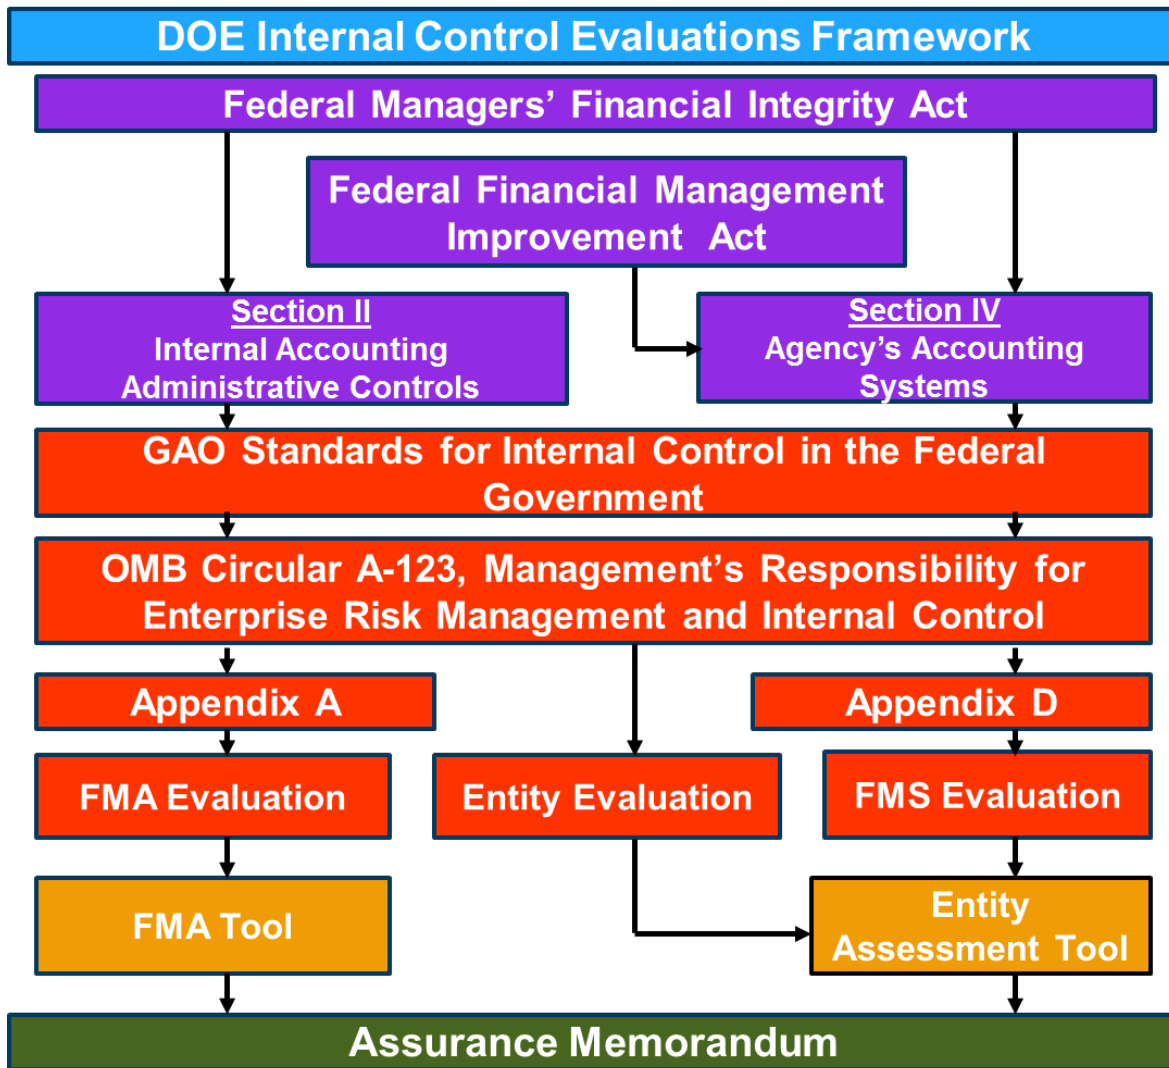 DOE Internal Control Evaluations Framework
Federal Managers’ Financial Integrity Act
Federal Financial Management
Improvement Act
Section II
Internal Accounting
Administrative Controls
Section IV
Agency’s Accounting
Systems
GAO Standards for Internal Control in the Federal
Government
OMB Circular A-123, Management’s Responsibility for
Enterprise Risk Management and Internal Control
Appendix A
Appendix D
FMA Evaluation
Entity Evaluation
FMS Evaluation
FMA Tool
Entity
Assessment Tool
Assurance Memorandum